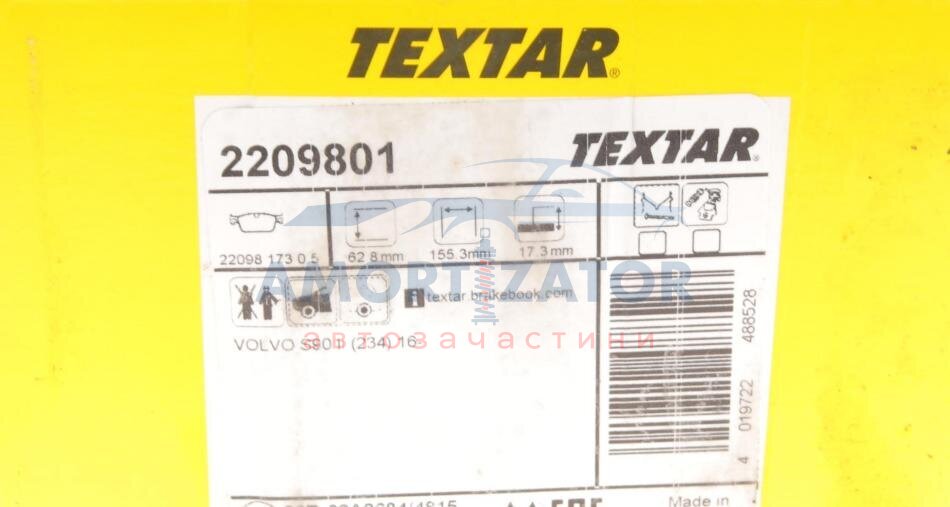 TEXTAR®
2209801
TEXTAR®
22098 173 0 5
62.8 mm
155.3mm
17.3 mm
AMORTIZATOR
автозапчастини
i textar.brakebook.com
VOLVO S90 II (234) 16
4 019722 488528
Made in